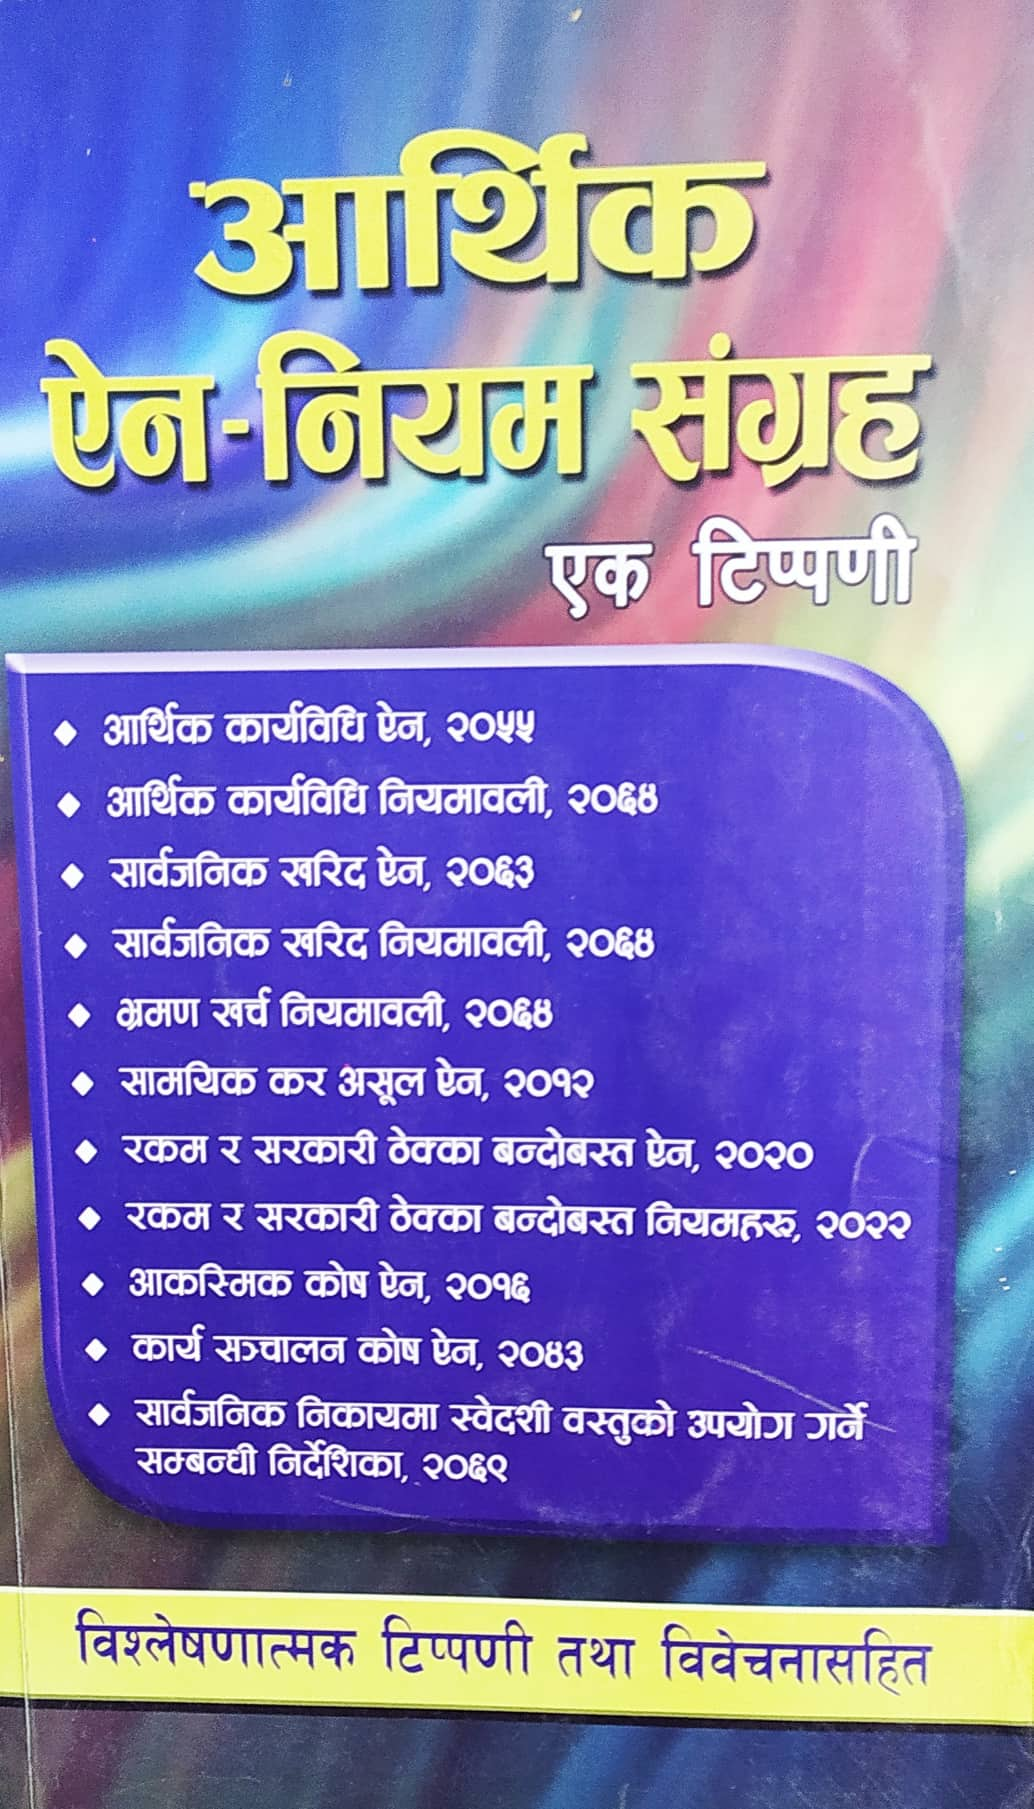 आर्थिक
ऐन-नियम संग्रह
एक टिप्पणी
◆ आर्थिक कार्यविधि ऐन, २०५५
◆ आर्थिक कार्यविधि नियमावली, २०६४
◆ सार्वजनिक खरिद ऐन, २०६३
◆ सार्वजनिक खरिद नियमावली, २०६४
◆ भ्रमण खर्च नियमावली, २०६४
◆ सामयिक कर असूल ऐन, २०१२
◆ रकम र सरकारी ठेक्का बन्दोबस्त ऐन, २०२०
◆ रकम र सरकारी ठेक्का बन्दोबस्त नियमहरू, २०२२
◆ आकस्मिक कोष ऐन, २०१६
◆ कार्य सञ्चालन कोष ऐन, २०४३
◆ सार्वजनिक निकायमा स्वेदशी वस्तुको उपयोग गर्ने
सम्बन्धी निर्देशिका, २०६९
विश्लेषणात्मक टिप्पणी तथा विवेचनासहित